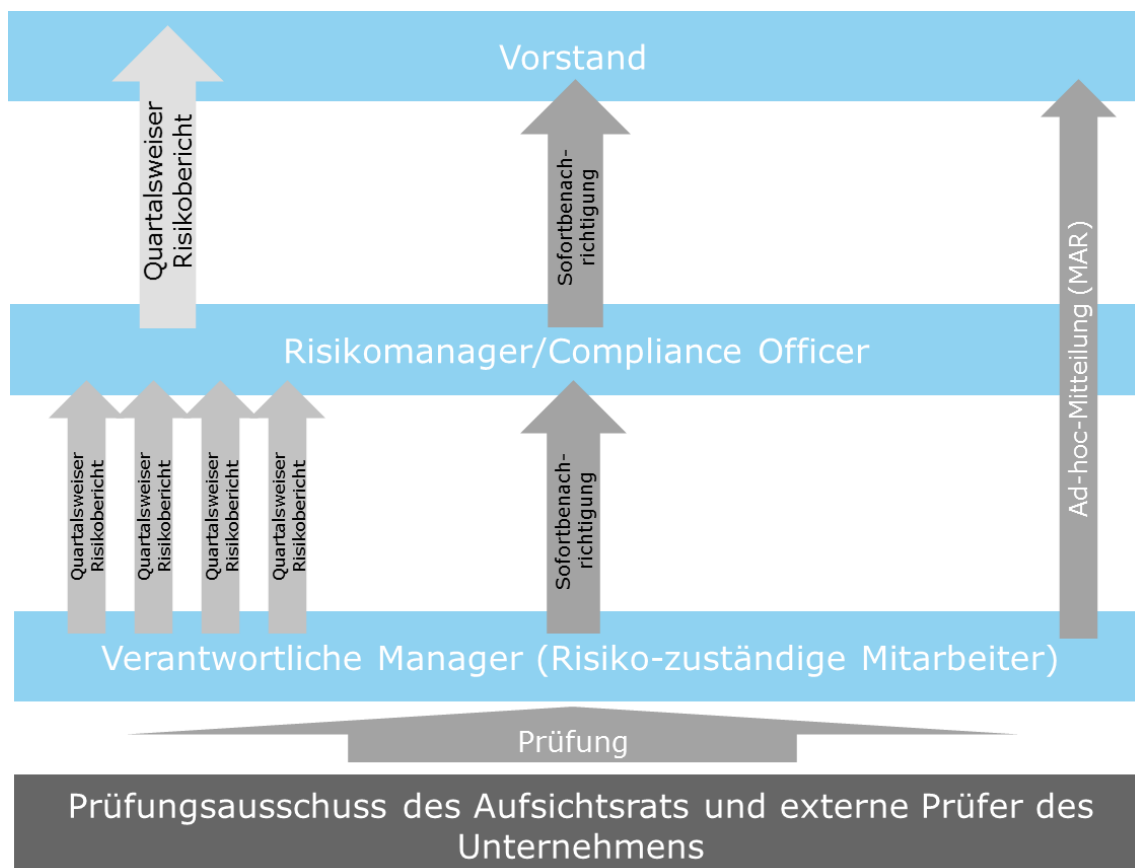 Vorstand
Quartalsweiser
Risikobericht
Sofortbenach-
richtigung
Ad-hoc-Mitteilung (MAR)
Risikomanager/Compliance Officer
Quartalsweiser
Risikobericht
Quartalsweiser
Risikobericht
Quartalsweiser
Risikobericht
Quartalsweiser
Risikobericht
Sofortbenach-
richtigung
Verantwortliche Manager (Risiko-zuständige Mitarbeiter)
Prüfung
Prüfungsausschuss des Aufsichtsrats und externe Prüfer des
Unternehmens